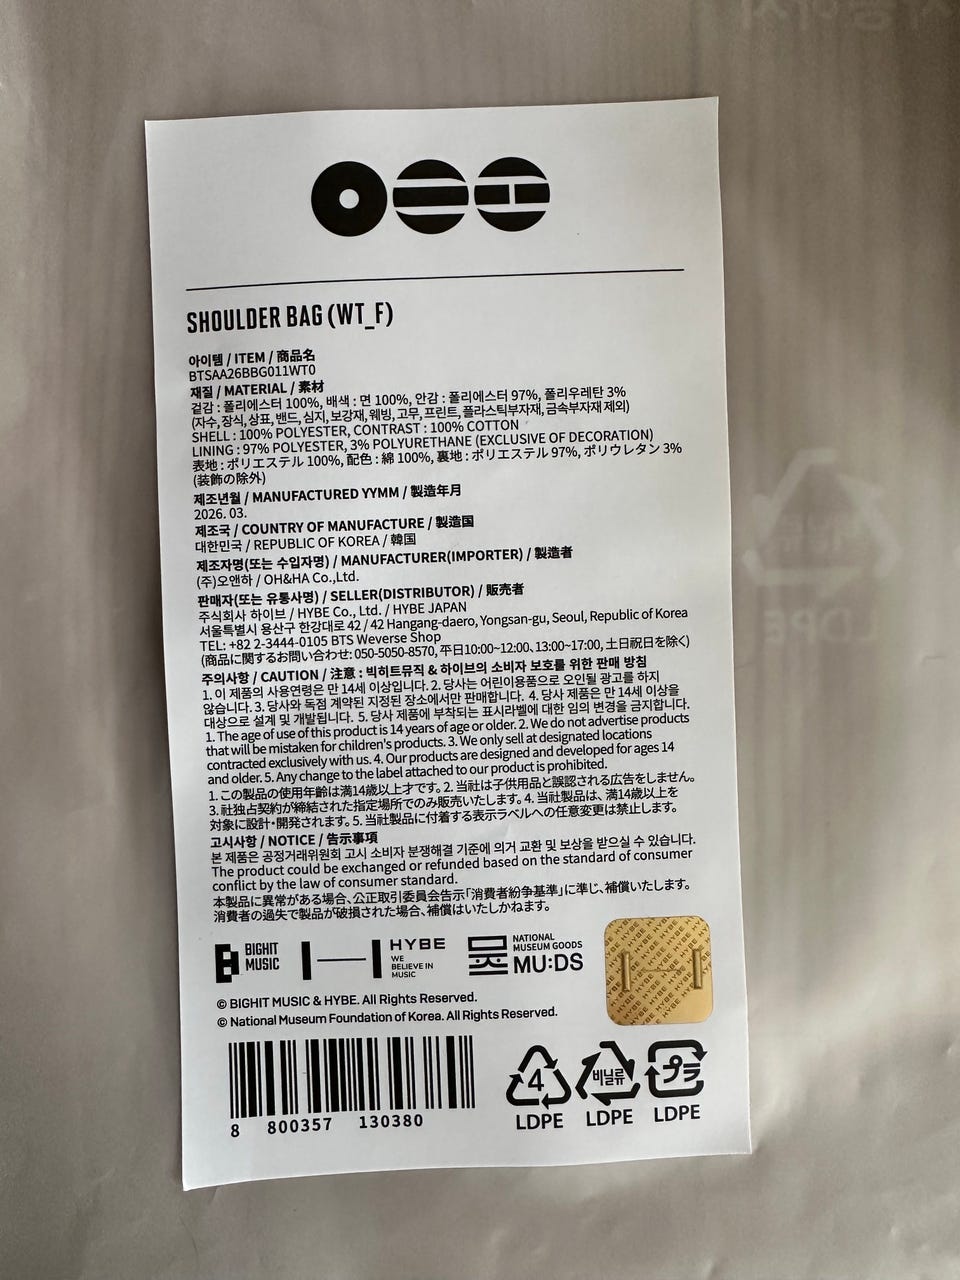 SHOULDER BAG (WT_F)
아이템 / ITEM / 商品名
BTSAA26BBG011WT0
재질 / MATERIAL / 素材
겉감 : 폴리에스터 100%, 배색 : 면 100%, 안감 : 폴리에스터 97%, 폴리우레탄 3%
(자수, 장식, 상표, 밴드, 심지, 보강재, 웨빙, 고무, 프린트, 플라스틱부자재, 금속부자재 제외)
SHELL : 100% POLYESTER, CONTRAST : 100% COTTON
LINING : 97% POLYESTER, 3% POLYURETHANE (EXCLUSIVE OF DECORATION)
表地 : ポリエステル 100%, 配色 : 綿 100%, 裏地 : ポリエステル 97%, ポリウレタン 3%
(装飾の除外)
제조년월 / MANUFACTURED YYMM / 製造年月
2026. 03.
제조국 / COUNTRY OF MANUFACTURE / 製造国
대한민국 / REPUBLIC OF KOREA / 韓国
제조자명(또는 수입자명) / MANUFACTURER(IMPORTER) / 製造者
(주)오앤하 / OH&HA Co.,Ltd.
판매자(또는 유통사명) / SELLER(DISTRIBUTOR) / 販売者
주식회사 하이브 / HYBE Co., Ltd. / HYBE JAPAN
서울특별시 용산구 한강대로 42 / 42 Hangang-daero, Yongsan-gu, Seoul, Republic of Korea
TEL: +82 2-3444-0105 BTS Weverse Shop
(商品に関するお問い合わせ: 050-5050-8570, 平日10:00~12:00、13:00~17:00, 土日祝日を除く)
주의사항 / CAUTION / 注意 : 빅히트뮤직 & 하이브의 소비자 보호를 위한 판매 방침
1. 이 제품의 사용연령은 만 14세 이상입니다. 2. 당사는 어린이용품으로 오인될 광고를 하지
않습니다. 3. 당사와 독점 계약된 지정된 장소에서만 판매합니다. 4. 당사 제품은 만 14세 이상을
대상으로 설계 및 개발됩니다. 5. 당사 제품에 부착되는 표시라벨에 대한 임의 변경을 금지합니다.
1. The age of use of this product is 14 years of age or older. 2. We do not advertise products
that will be mistaken for children's products. 3. We only sell at designated locations
contracted exclusively with us. 4. Our products are designed and developed for ages 14
and older. 5. Any change to the label attached to our product is prohibited.
1. この製品の使用年齢は満14歳以上才です。2. 当社は子供用品と誤認される広告をしません。
3. 社独占契約が締結された指定場所でのみ販売いたします。4. 当社製品は、満14歳以上を
対象に設計・開発されます。5. 当社製品に付着する表示ラベルへの任意変更は禁止します。
고시사항 / NOTICE / 告示事項
본 제품은 공정거래위원회 고시 소비자 분쟁해결 기준에 의거 교환 및 보상을 받으실 수 있습니다.
The product could be exchanged or refunded based on the standard of consumer
conflict by the law of consumer standard.
本製品に異常がある場合、公正取引委員会告示「消費者紛争基準」に準じ、補償いたします。
消費者の過失で製品が破損された場合、補償はいたしかねます。
BIGHIT
MUSIC
HYBE
WE
BELIEVE IN
MUSIC
NATIONAL
MUSEUM GOODS
MU:DS
© BIGHIT MUSIC & HYBE. All Rights Reserved.
© National Museum Foundation of Korea. All Rights Reserved.
8 800357 130380
4
LDPE
비닐류
LDPE
プラ
LDPE